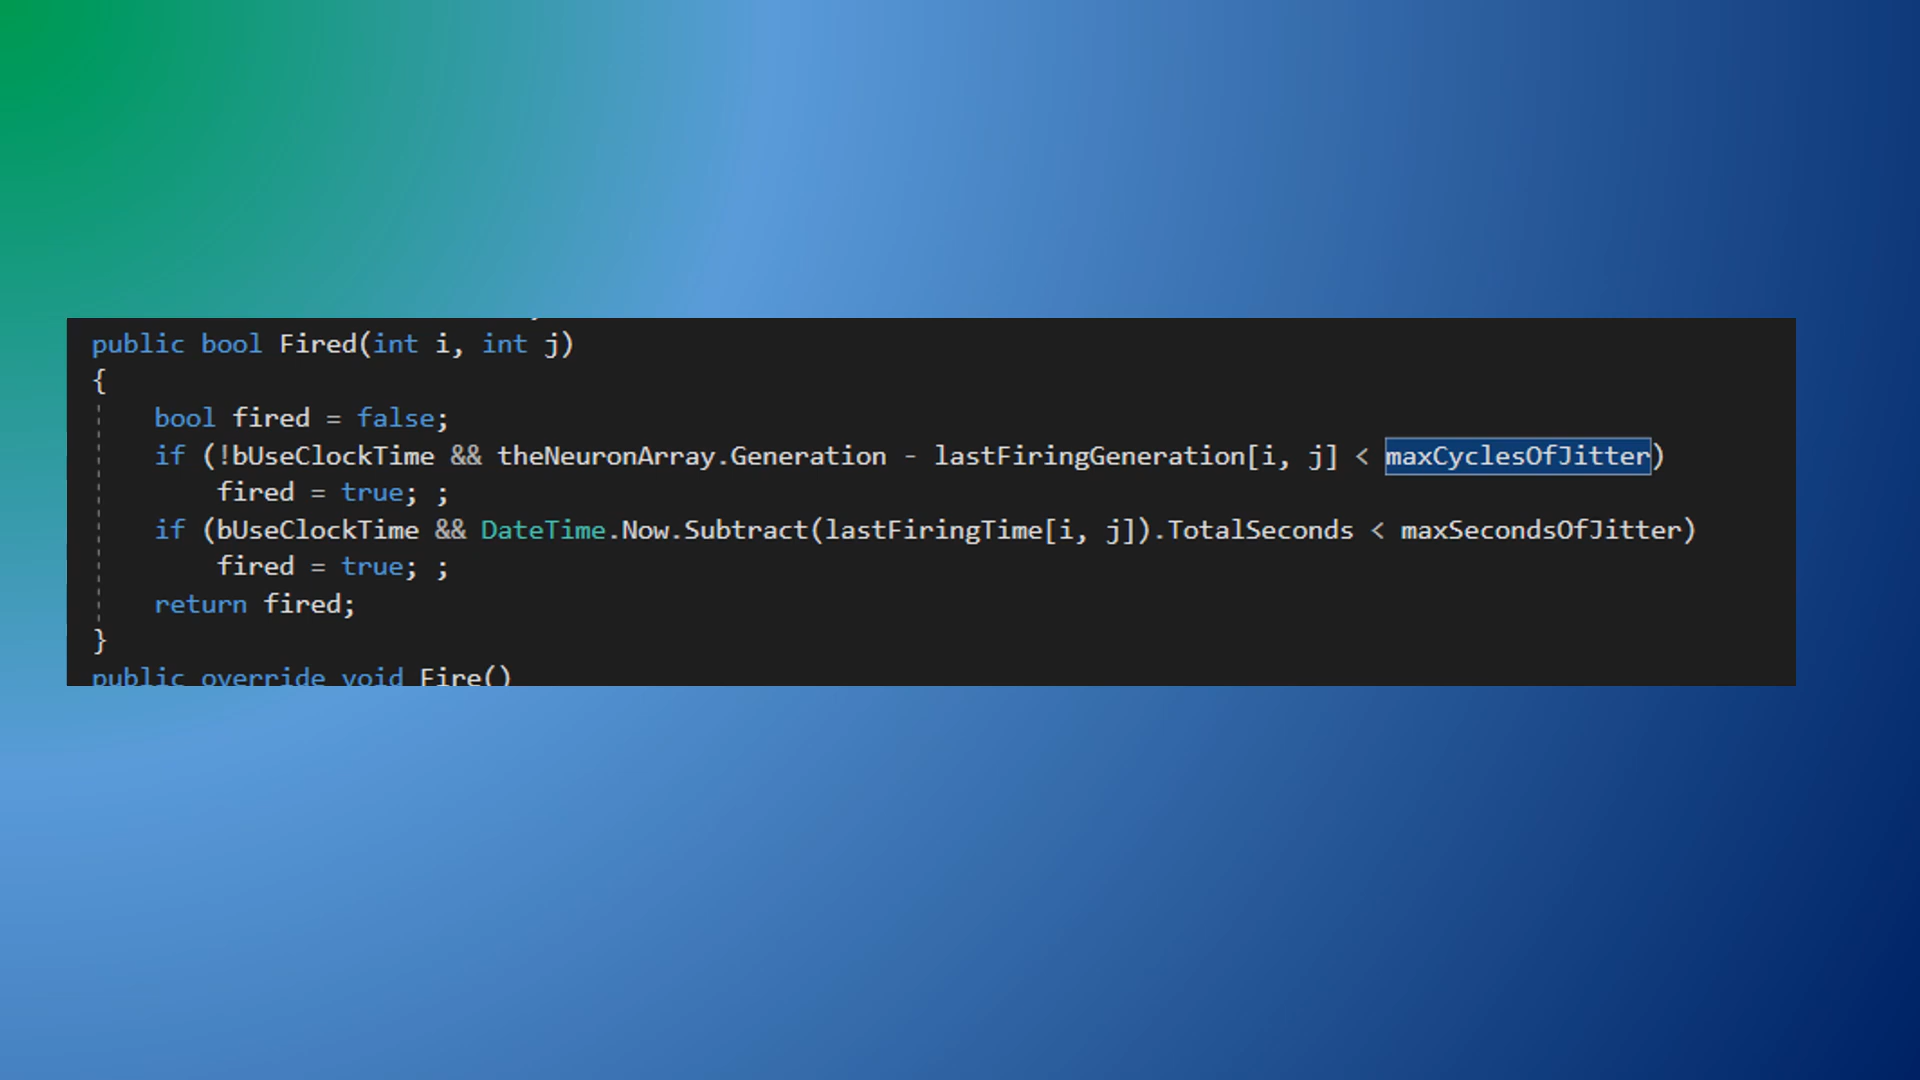 public bool Fired(int i, int j)
{
bool fired = false;
if (!bUseClockTime && theNeuronArray.Generation - lastFiringGeneration[i, j] < maxCyclesOfJitter)
fired = true; ;
if (bUseClockTime && DateTime.Now.Subtract(lastFiringTime[i, j]).TotalSeconds < maxSecondsOfJitter)
fired = true; ;
return fired;
}
public override void Fire()